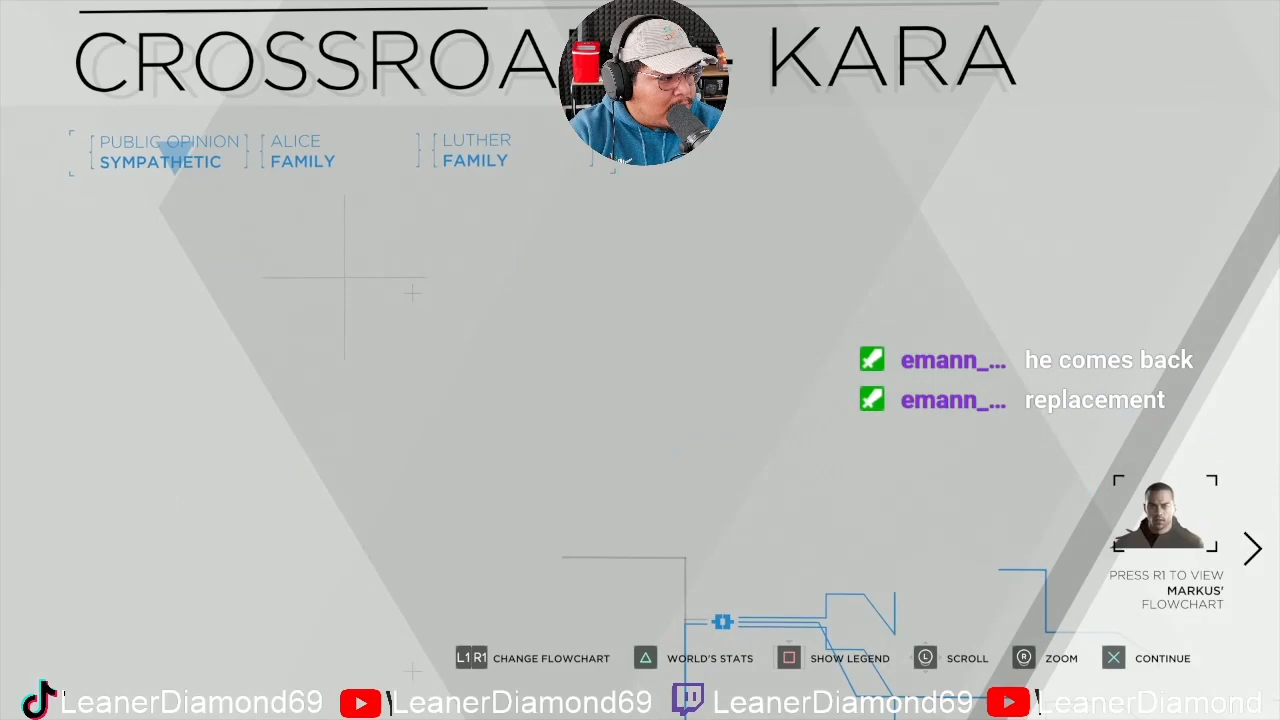 CROSSROA KARA
PUBLIC OPINION
SYMPATHETIC
ALICE
FAMILY
LUTHER
FAMILY
emann_... he comes back
emann_... replacement
PRESS R1 TO VIEW
MARKUS'
FLOWCHART
L1 R1 CHANGE FLOWCHART WORLD'S STATS SHOW LEGEND L SCROLL R ZOOM CONTINUE
LeanerDiamond69 \LeanerDiamond69 LeanerDiamond69 \LeanerDiamond